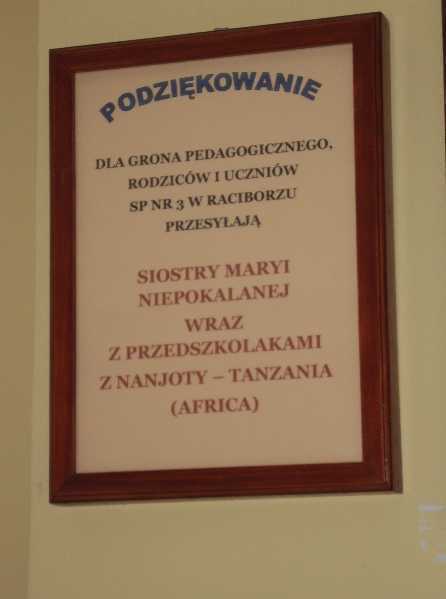 PODZIĘKOWANIE
DLA GRONA PEDAGOGICZNEGO,
RODZICÓW I UCZNIÓW
SP NR 3 W RACIBORZU
PRZESYŁAJĄ
SIOSTRY MARYI
NIEPOKALANEJ
WRAZ
Z PRZEDSZKOLAKAMI
Z NANJOTY – TANZANIA
(AFRICA)